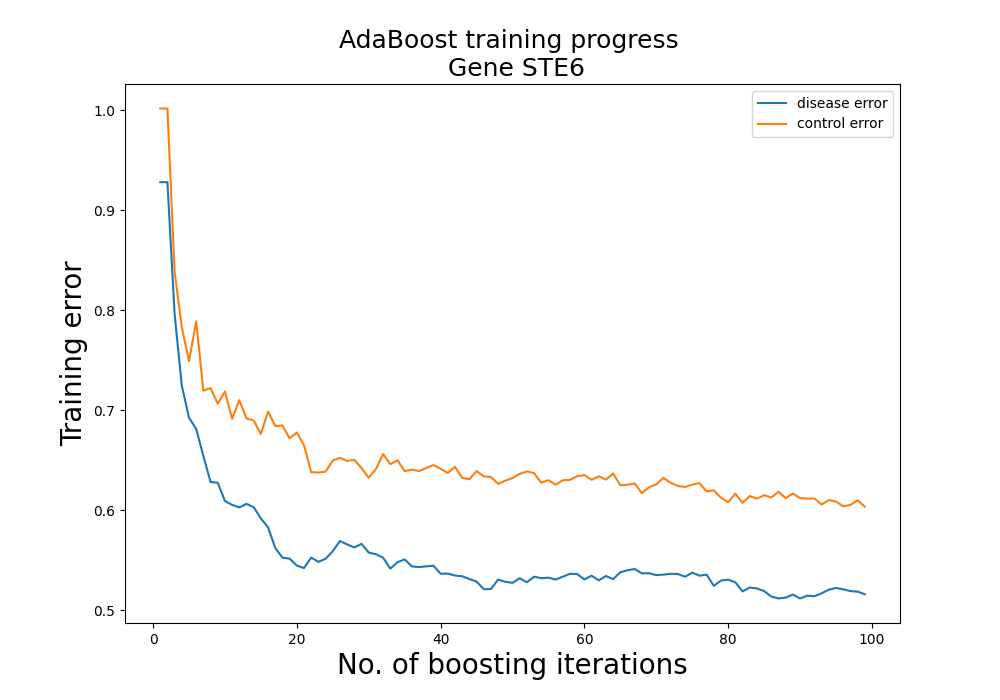 AdaBoost training progress
Gene STE6
disease error
control error
Training error
1.0
0.9
0.8
0.7
0.6
0.5
0
20
40
60
80
100
No. of boosting iterations